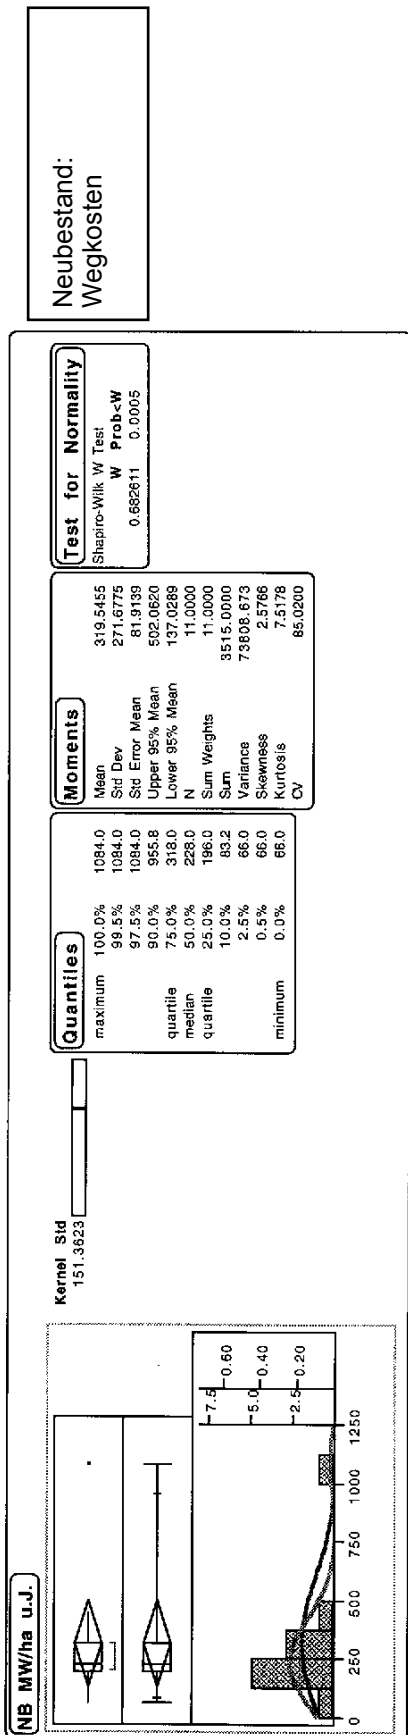 Neubestand:
Wegkosten
NB MW/ha u.J.
7.5
5.0
2.5
0.60
0.40
0.20
0
250
500
750
1000
1250
Kernel Std
151.3623
Quantiles
maximum 100.0% 1084.0
99.5% 1084.0
97.5% 1084.0
90.0% 955.8
quartile 75.0% 318.0
median 50.0% 228.0
quartile 25.0% 196.0
10.0% 83.2
2.5% 66.0
0.5% 66.0
minimum 0.0% 66.0
Moments
Mean 319.5455
Std Dev 271.6775
Std Error Mean 81.9139
Upper 95% Mean 502.0620
Lower 95% Mean 137.0289
N 11.0000
Sum Weights 11.0000
Sum 3515.0000
Variance 73808.673
Skewness 2.5766
Kurtosis 7.5178
CV 85.0200
Test for Normality
Shapiro-Wilk W Test
W Prob<W
0.682611 0.0005